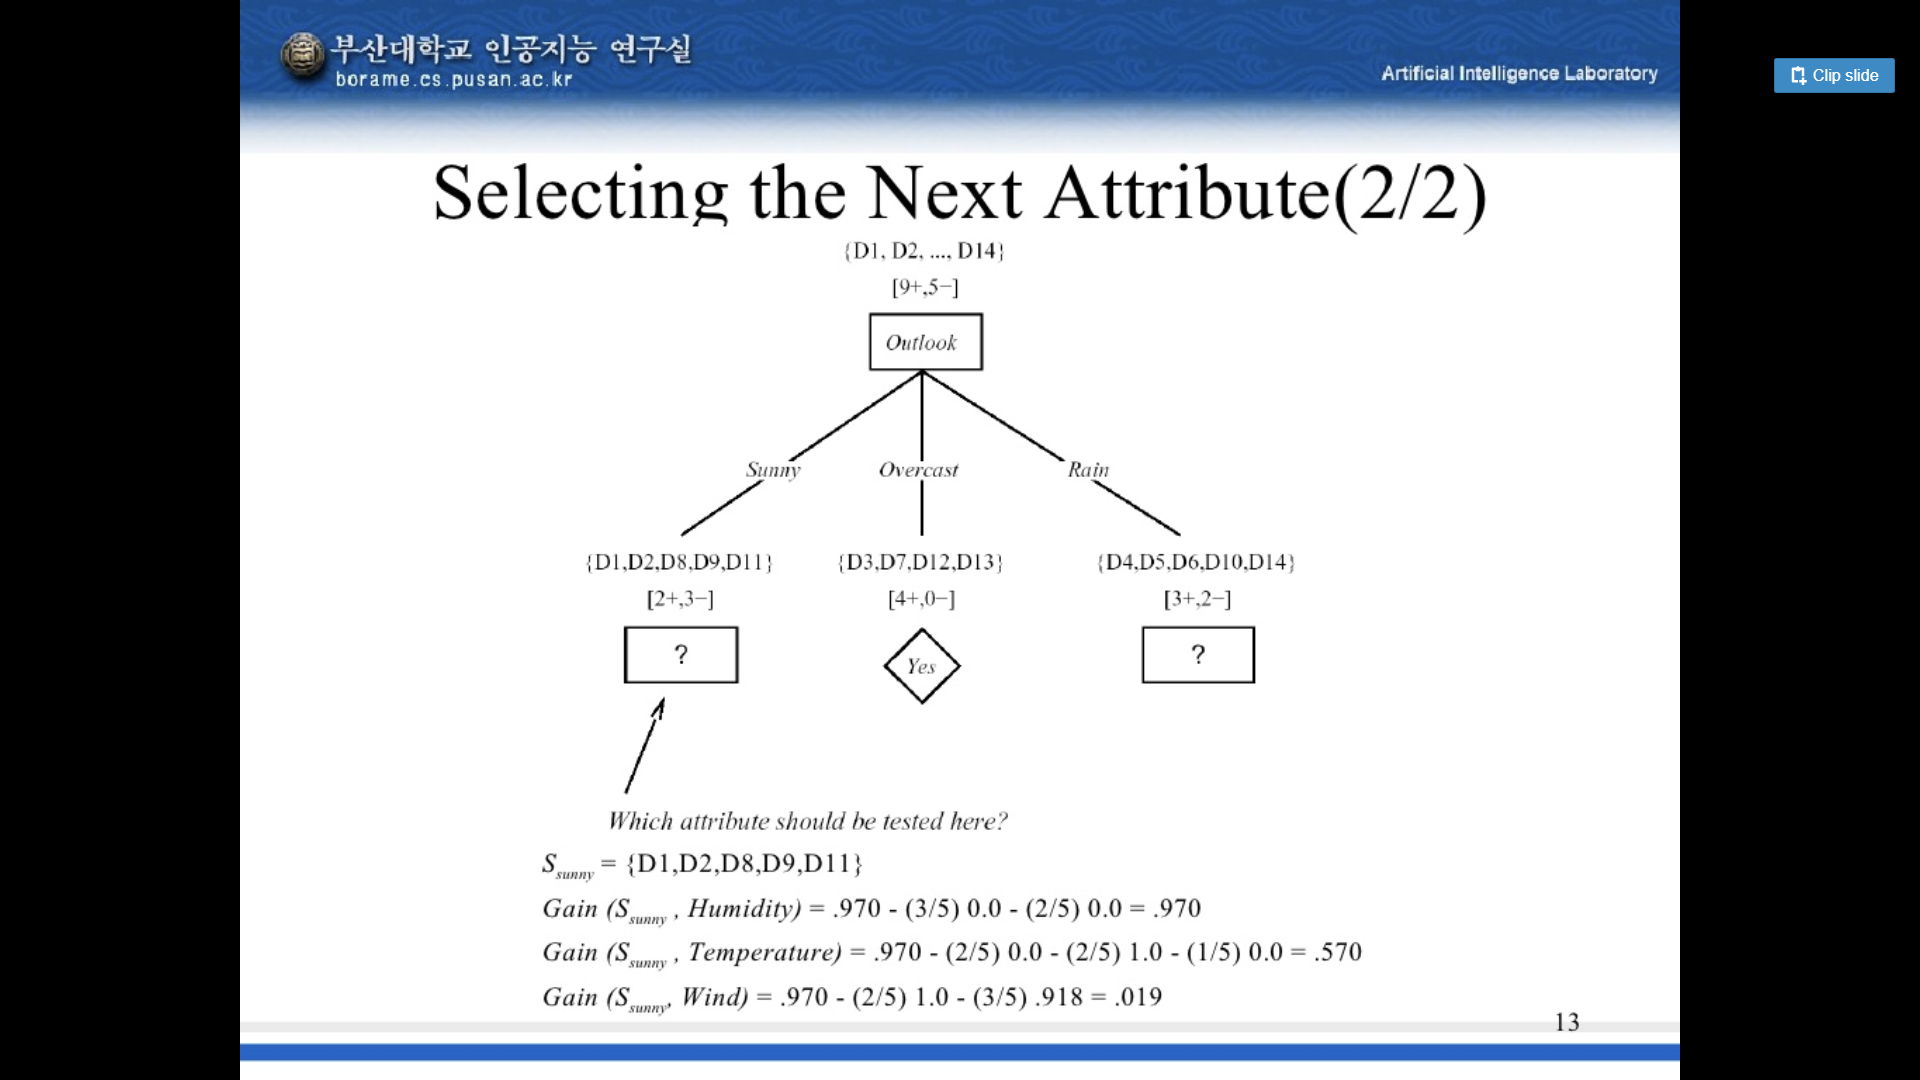 부산대학교 인공지능 연구실
borame.cs.pusan.ac.kr
Artificial Intelligence Laboratory
Clip slide
Selecting the Next Attribute(2/2)
{D1, D2, ..., D14}
[9+,5−]
Outlook
Sunny Overcast Rain
{D1,D2,D8,D9,D11} {D3,D7,D12,D13} {D4,D5,D6,D10,D14}
[2+,3−] [4+,0−] [3+,2−]
? Yes ?
Which attribute should be tested here?
S sunny = {D1,D2,D8,D9,D11}
Gain (S sunny , Humidity) = .970 - (3/5) 0.0 - (2/5) 0.0 = .970
Gain (S sunny , Temperature) = .970 - (2/5) 0.0 - (2/5) 1.0 - (1/5) 0.0 = .570
Gain (S sunny, Wind) = .970 - (2/5) 1.0 - (3/5) .918 = .019
13